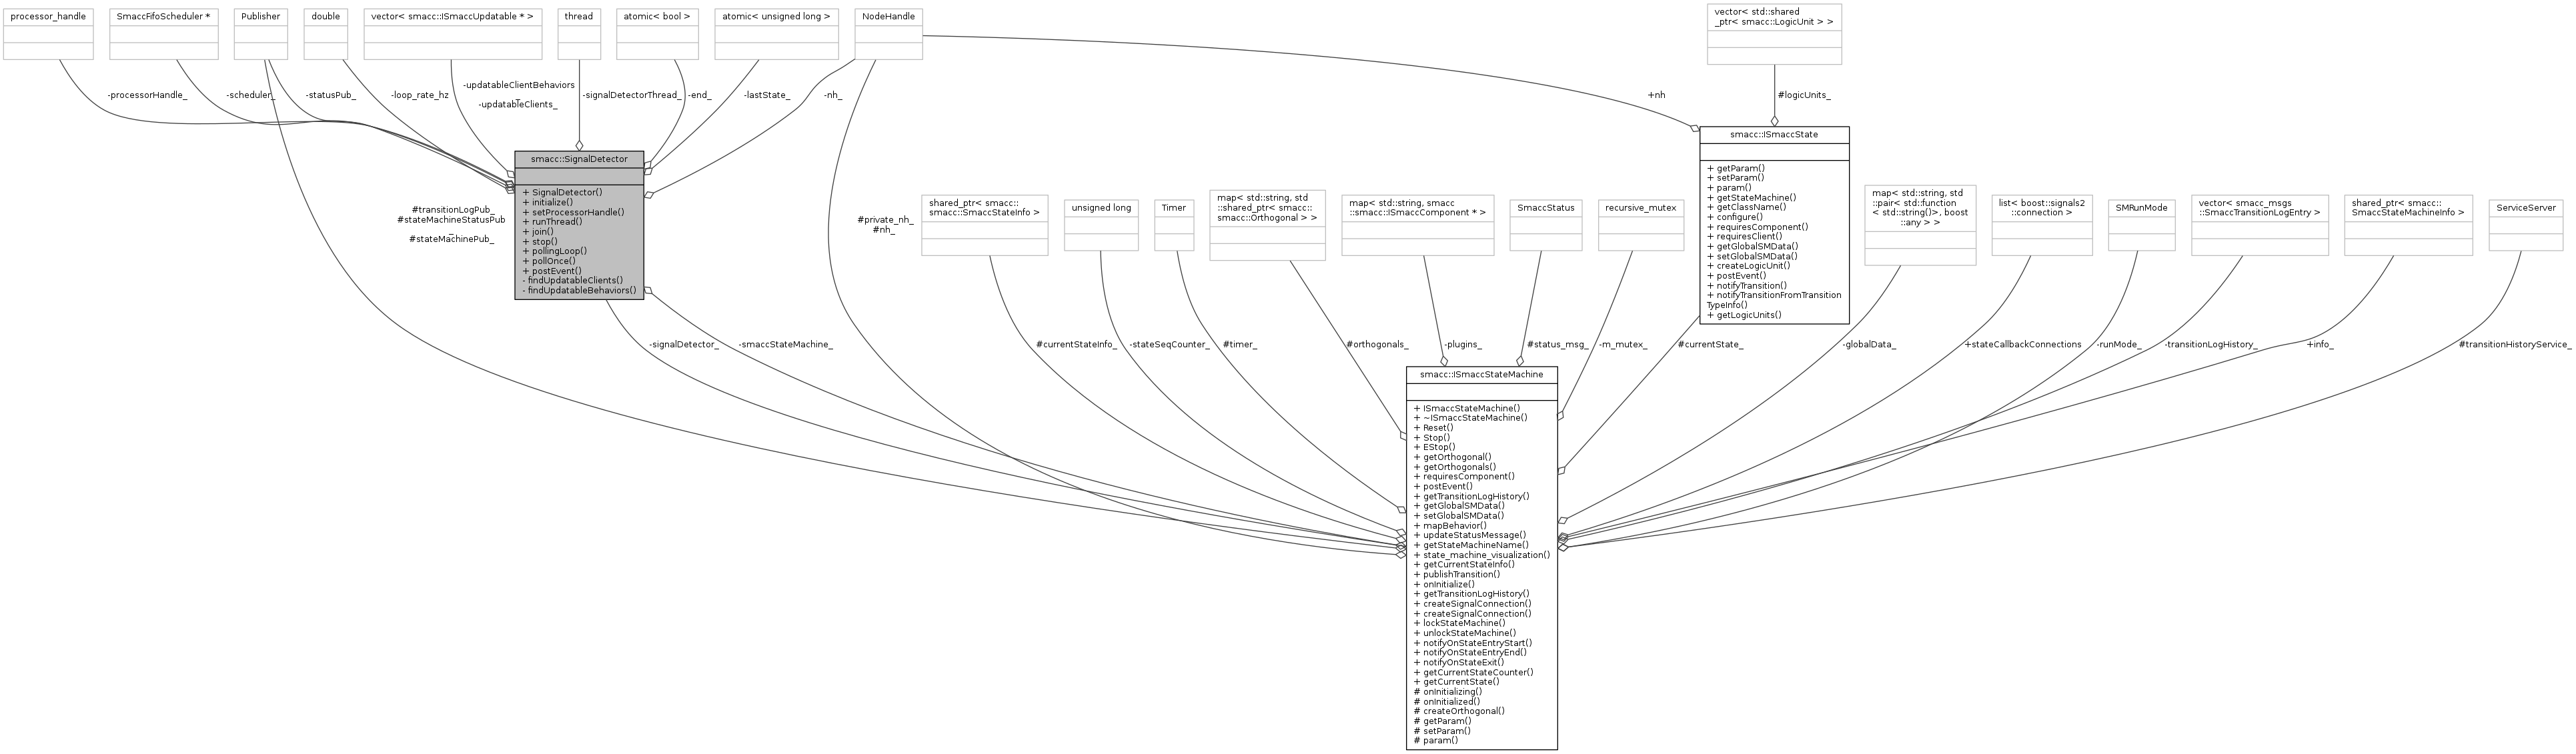 processor_handle
SmaccFifoScheduler *
Publisher
double
vector< smacc::ISmaccUpdatable * >
thread
atomic< bool >
atomic< unsigned long >
NodeHandle
vector< std::shared
_ptr< smacc::LogicUnit > >
-processorHandle_
-scheduler_
-statusPub_
-loop_rate_hz
-updatableClientBehaviors
_
-updatableClients_
-signalDetectorThread_
-end_
-lastState_
-nh_
+nh
#logicUnits_
smacc::SignalDetector
+ SignalDetector()
+ initialize()
+ setProcessorHandle()
+ runThread()
+ join()
+ stop()
+ pollingLoop()
+ pollOnce()
+ postEvent()
- findUpdatableClients()
- findUpdatableBehaviors()
smacc::ISmaccState
+ getParam()
+ setParam()
+ param()
+ getStateMachine()
+ getClassName()
+ configure()
+ requiresComponent()
+ requiresClient()
+ getGlobalSMData()
+ setGlobalSMData()
+ createLogicUnit()
+ postEvent()
+ notifyTransition()
+ notifyTransitionFromTransition
TypeInfo()
+ getLogicUnits()
#transitionLogPub_
#stateMachineStatusPub
_
#stateMachinePub_
#private_nh_
#nh_
shared_ptr< smacc::
smacc::SmaccStateInfo >
unsigned long
Timer
map< std::string, std
::shared_ptr< smacc::
smacc::Orthogonal > >
map< std::string, smacc
::smacc::ISmaccComponent * >
SmaccStatus
recursive_mutex
map< std::string, std
::pair< std::function
< std::string()>, boost
::any > >
list< boost::signals2
::connection >
SMRunMode
vector< smacc_msgs
::SmaccTransitionLogEntry >
shared_ptr< smacc::
SmaccStateMachineInfo >
ServiceServer
-signalDetector_
-smaccStateMachine_
#currentStateInfo_
-stateSeqCounter_
#timer_
#orthogonals_
-plugins_
#status_msg_
-m_mutex_
#currentState_
-globalData_
+stateCallbackConnections
-runMode_
-transitionLogHistory_
+info_
#transitionHistoryService_
smacc::ISmaccStateMachine
+ ISmaccStateMachine()
+ ~ISmaccStateMachine()
+ Reset()
+ Stop()
+ EStop()
+ getOrthogonal()
+ getOrthogonals()
+ requiresComponent()
+ postEvent()
+ getTransitionLogHistory()
+ getGlobalSMData()
+ setGlobalSMData()
+ mapBehavior()
+ updateStatusMessage()
+ getStateMachineName()
+ state_machine_visualization()
+ getCurrentStateInfo()
+ publishTransition()
+ onInitialize()
+ getTransitionLogHistory()
+ createSignalConnection()
+ createSignalConnection()
+ lockStateMachine()
+ unlockStateMachine()
+ notifyOnStateEntryStart()
+ notifyOnStateEntryEnd()
+ notifyOnStateExit()
+ getCurrentStateCounter()
+ getCurrentState()
# onInitializing()
# onInitialized()
# createOrthogonal()
# getParam()
# setParam()
# param()